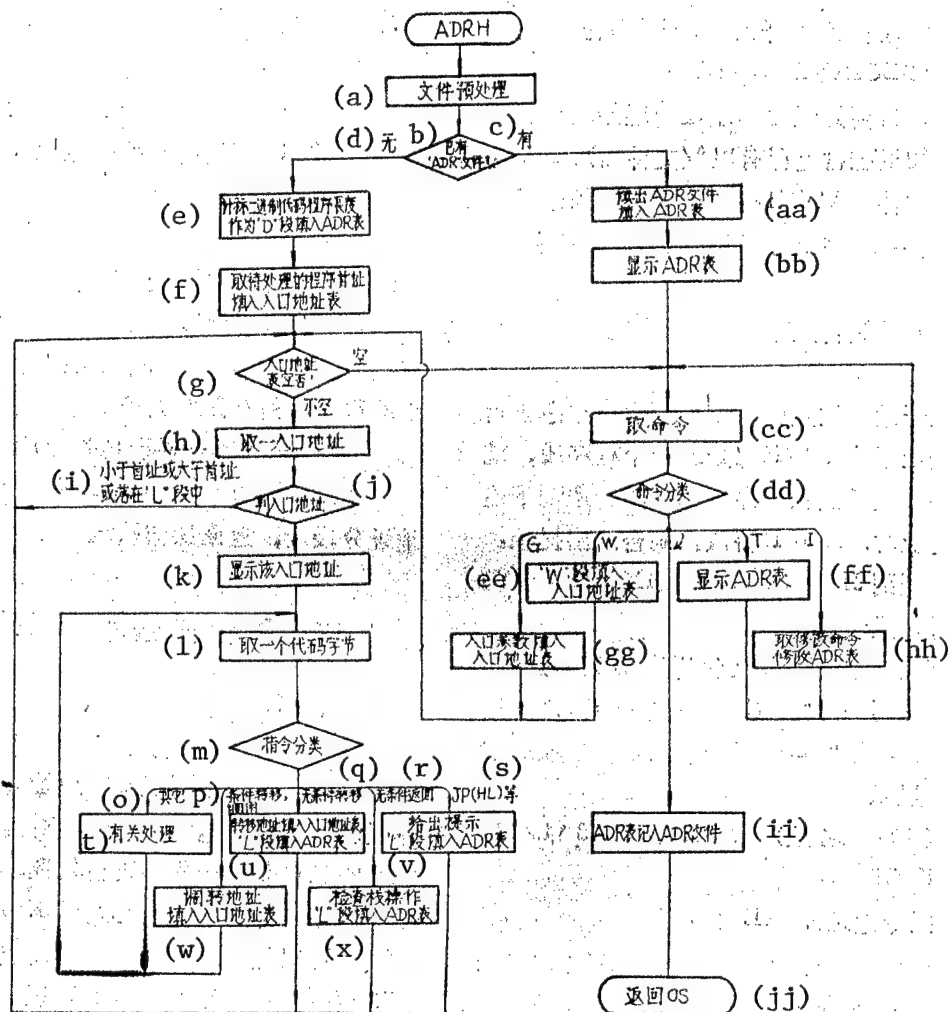 ADRH
(a) 文件预处理
(d) 无 b) c) 有
已有
'ADR'文件?
(e) 计标二进制代码程序长度
作为'D'段填入ADR表
接出ADR文件
填入ADR表 (aa)
显示ADR表 (bb)
(f) 取待处理的程序首址
填入入口地址表
(g) 入口地址
表空否
空
不空
(h) 取一入口地址
取命令 (cc)
(i) 小于首址或大于首址
或落在'L'段中
判入口地址 (j)
命令分类 (dd)
G W J T I
(k) 显示该入口地址
(ee) W段填入
入口地址表
显示ADR表 (ff)
(l) 取一个代码字节
入口参数填入
入口地址表 (gg)
取修改命令
修改ADR表 (hh)
(m) 指令分类
(q) (r) (s)
(o) 其它 p) 条件转移, 无条件转移 无条件返回 JP(HL)等
调用
t) 有关处理
转移地址填入入口地址表
'L'段填入ADR表
(u)
给出提示
'L'段填入ADR表
(v)
ADR表记入ADR文件 (ii)
调转地址
填入入口地址表
(w)
检查栈操作
"L"段填入ADR表
(x)
返回OS (jj)